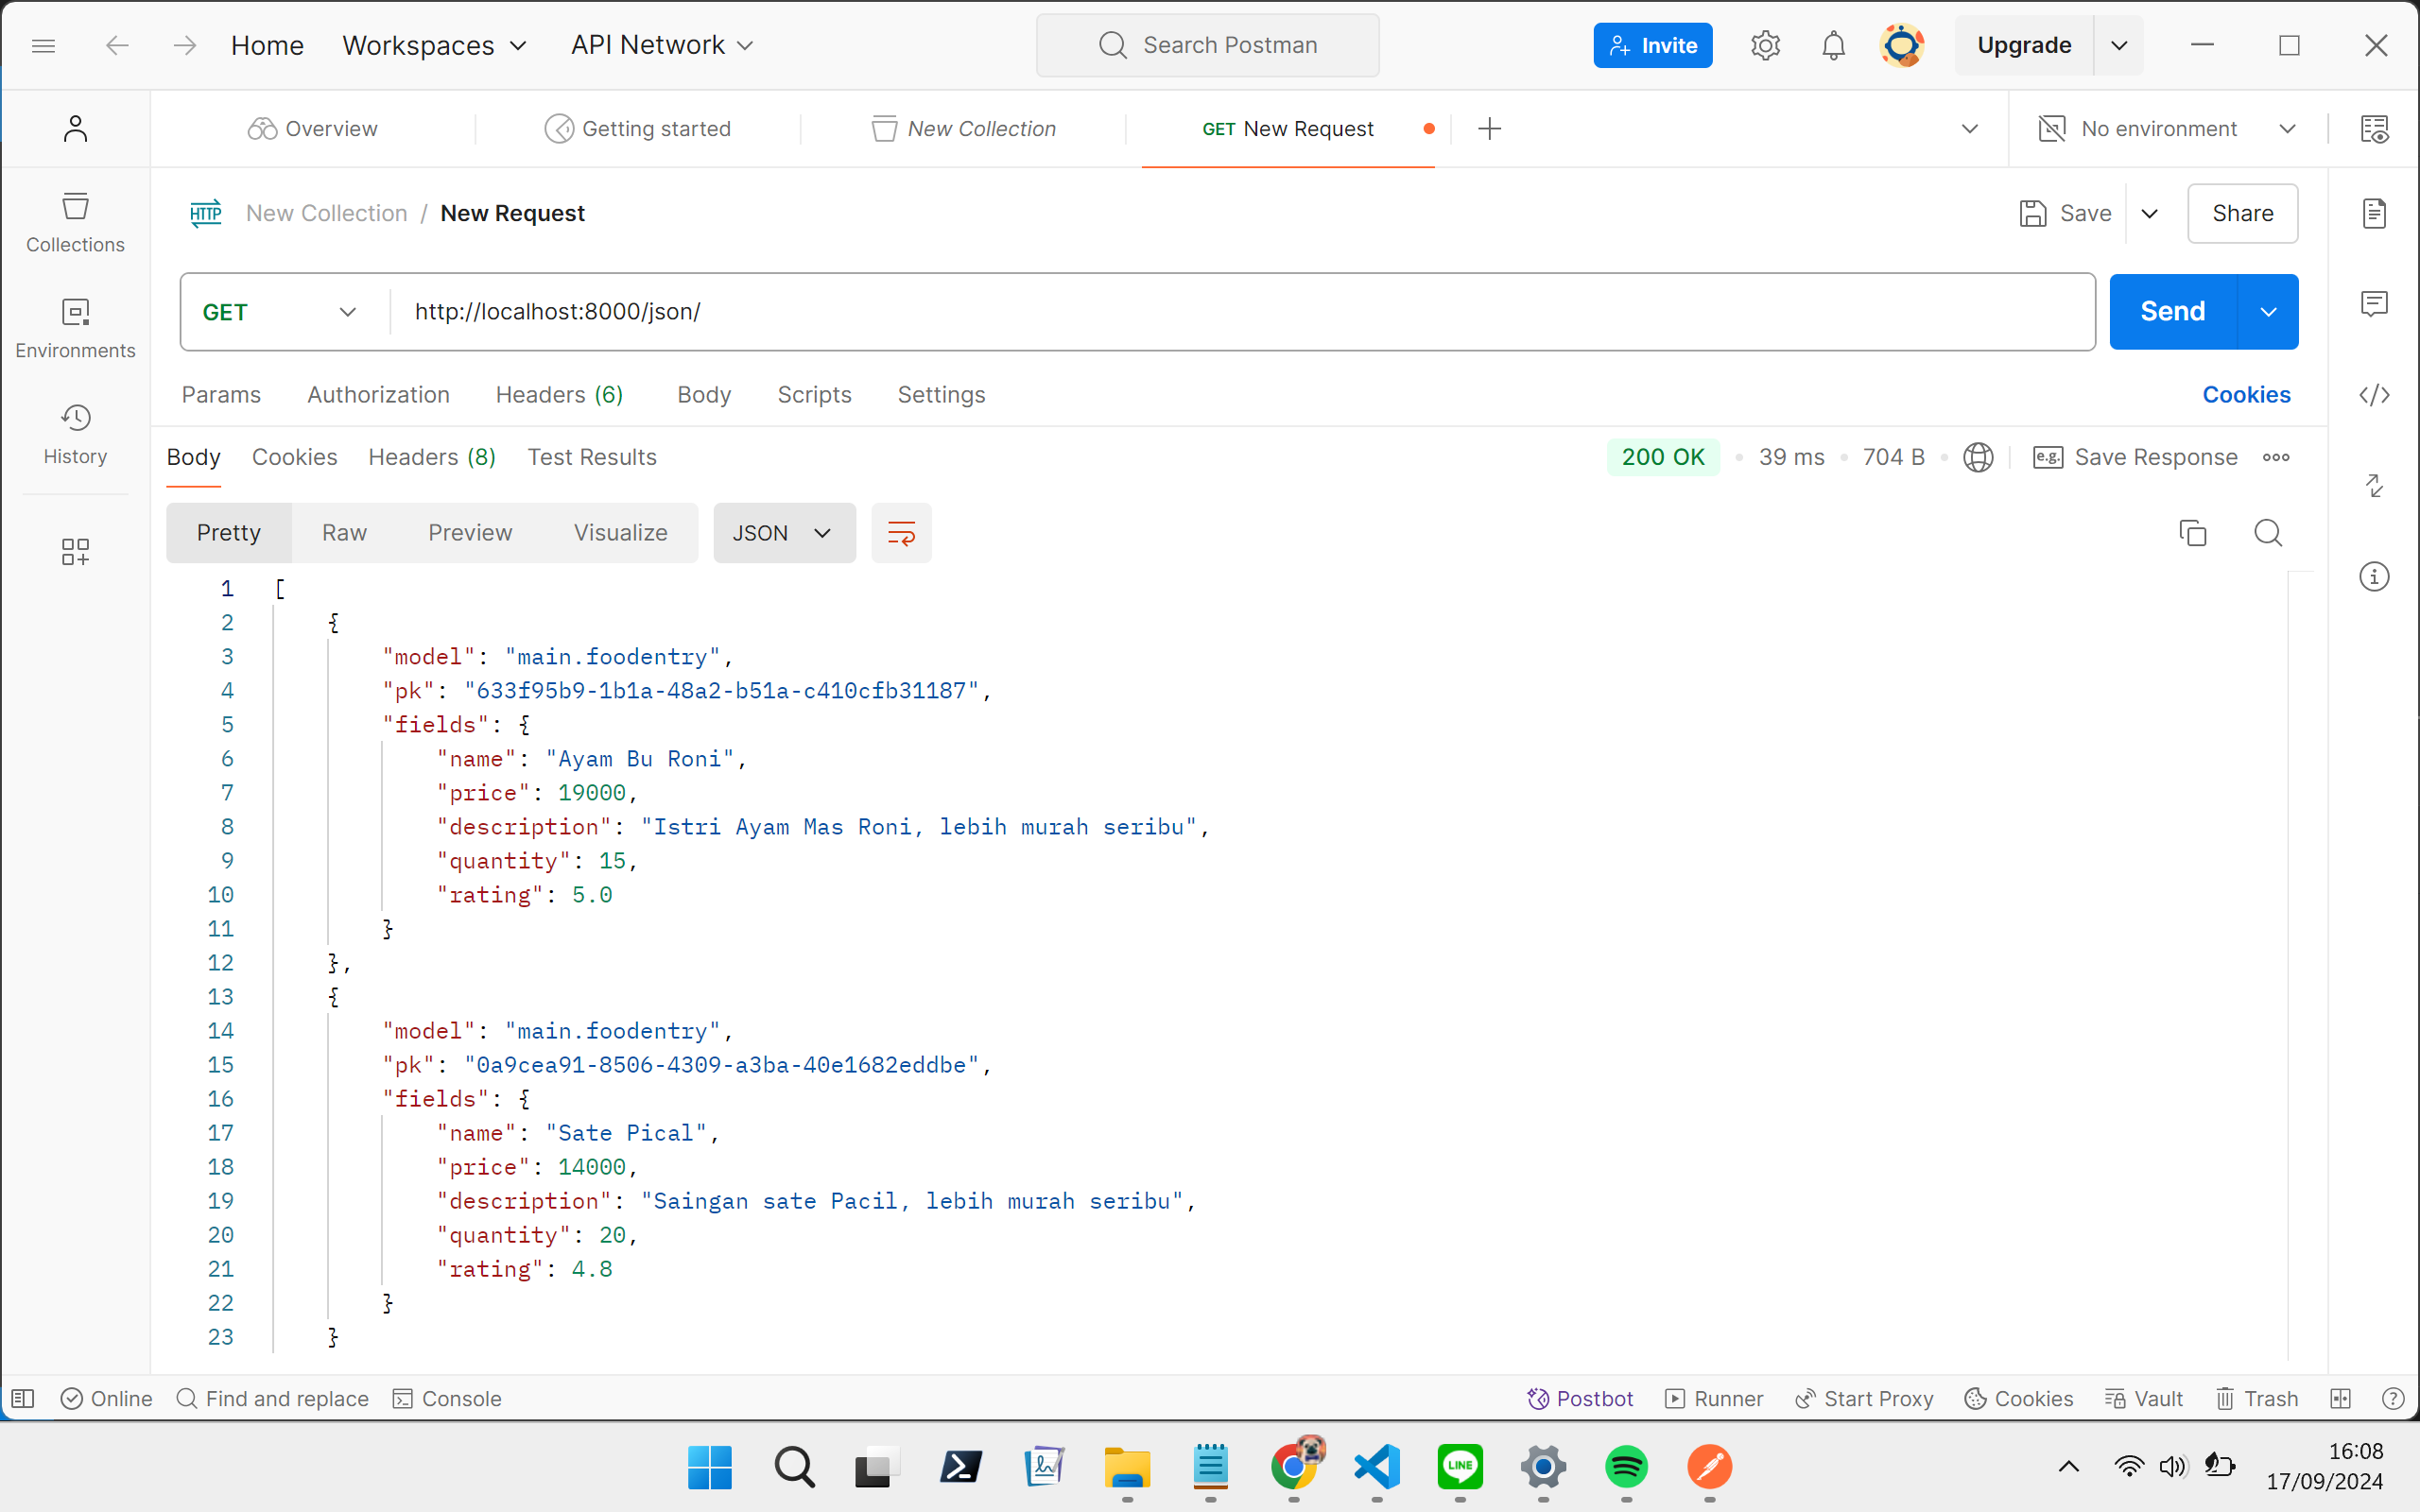 Home Workspaces API Network Search Postman Invite Upgrade
Overview Getting started New Collection GET New Request No environment
HTTP New Collection / New Request Save Share
Collections
GET http://localhost:8000/json/ Send
Environments
Params Authorization Headers (6) Body Scripts Settings Cookies
History
Body Cookies Headers (8) Test Results 200 OK 39 ms 704 B e.g. Save Response
Pretty Raw Preview Visualize JSON
1 [
2 {
3 "model": "main.foodentry",
4 "pk": "633f95b9-1b1a-48a2-b51a-c410cfb31187",
5 "fields": {
6 "name": "Ayam Bu Roni",
7 "price": 19000,
8 "description": "Istri Ayam Mas Roni, lebih murah seribu",
9 "quantity": 15,
10 "rating": 5.0
11 }
12 },
13 {
14 "model": "main.foodentry",
15 "pk": "0a9cea91-8506-4309-a3ba-40e1682eddbe",
16 "fields": {
17 "name": "Sate Pical",
18 "price": 14000,
19 "description": "Saingan sate Pacil, lebih murah seribu",
20 "quantity": 20,
21 "rating": 4.8
22 }
23 }
Online Find and replace Console Postbot Runner Start Proxy Cookies Vault Trash
LINE
16:08
17/09/2024